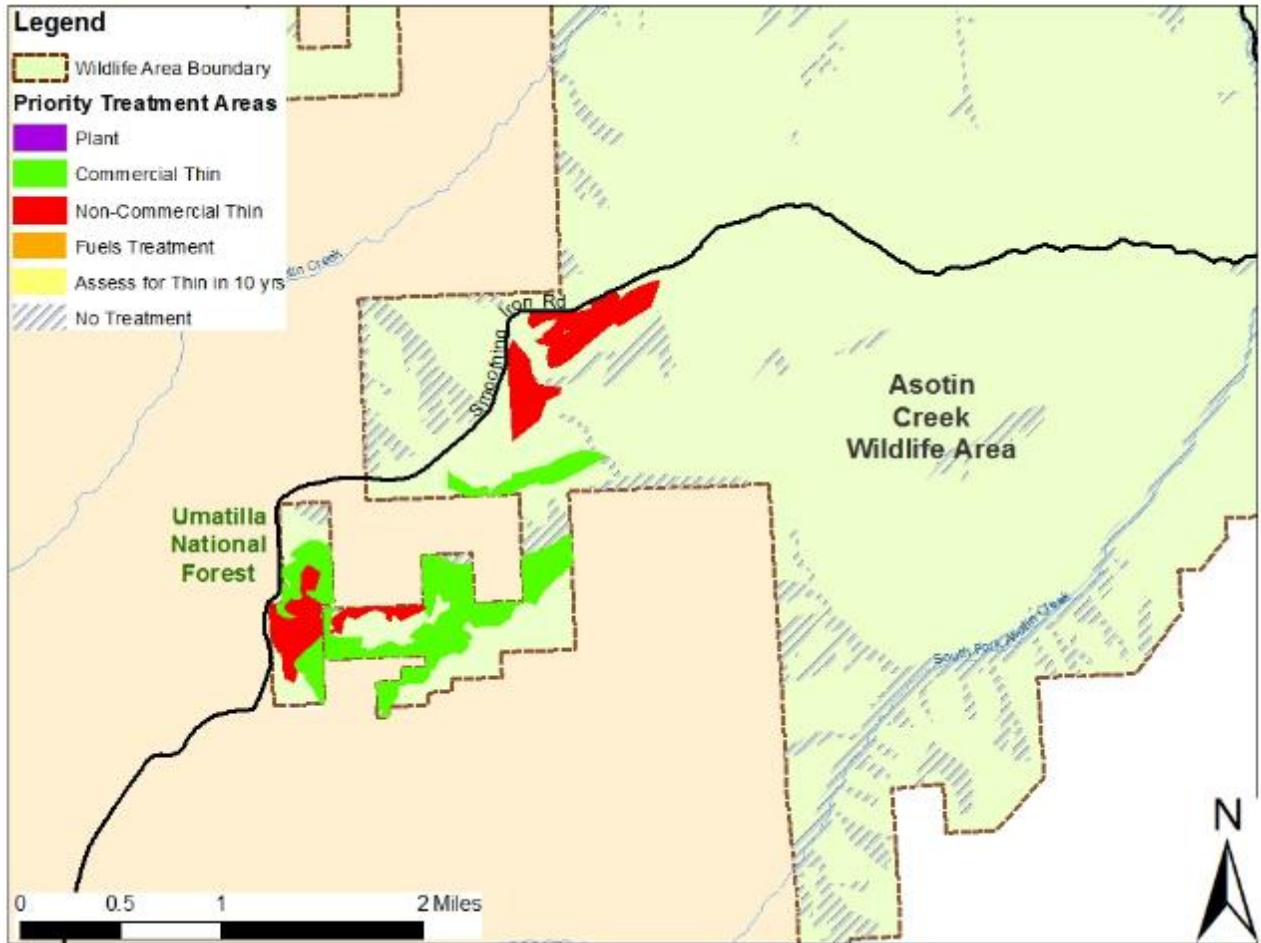 Legend
Wildlife Area Boundary
Priority Treatment Areas
Plant
Commercial Thin
Non-Commercial Thin
Fuels Treatment
Assess for Thin in 10 yrs
No Treatment
tin Creek
Smoothing Iron Rd
Asotin
Creek
Wildlife Area
Umatilla
National
Forest
South Fork Asotin Creek
N
0 0.5 1 2 Miles